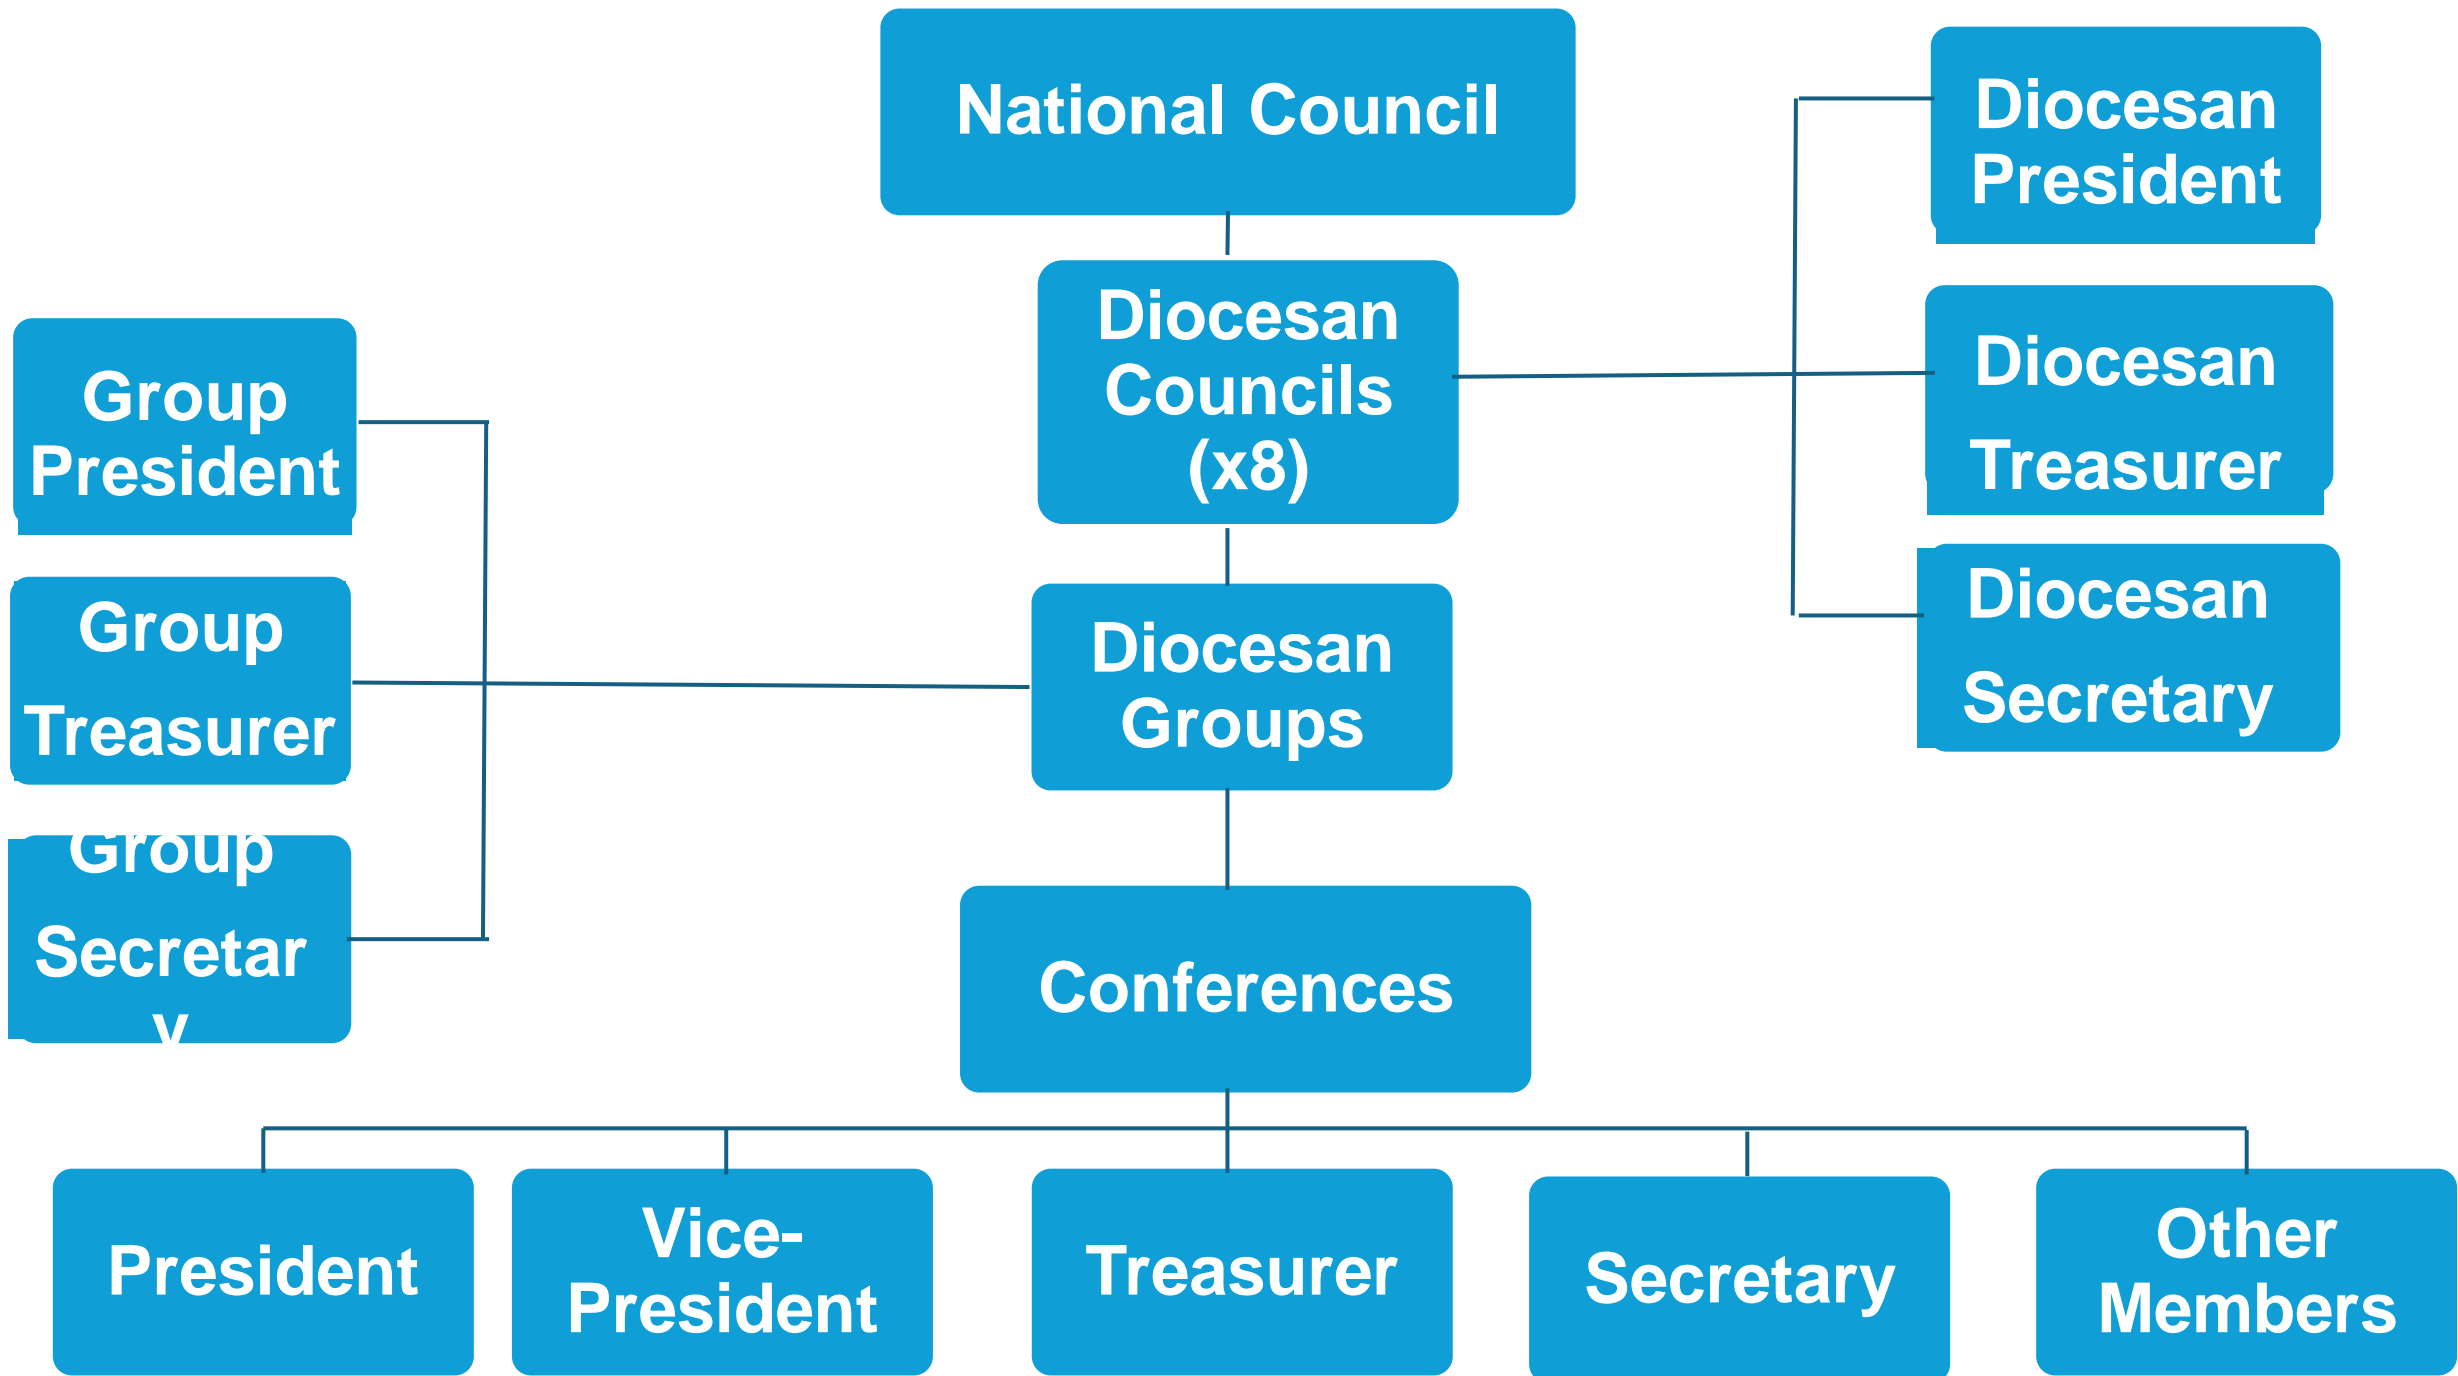 National Council
Diocesan
President
Diocesan
Councils
(x8)
Diocesan
Treasurer
Group
President
Diocesan
Groups
Diocesan
Secretary
Group
Treasurer
Group
Secretar
y
Conferences
President
Vice-
President
Treasurer
Secretary
Other
Members